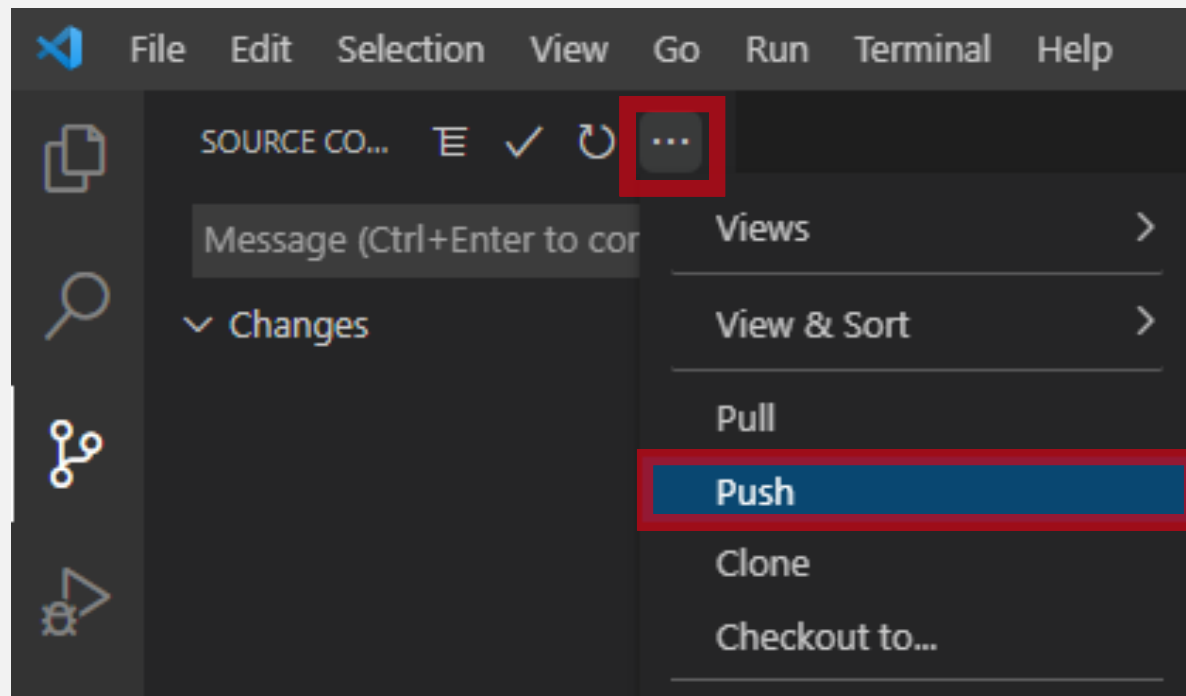 File Edit Selection View Go Run Terminal Help
SOURCE CO... ...
Message (Ctrl+Enter to cor
Changes
Views
View & Sort
Pull
Push
Clone
Checkout to...